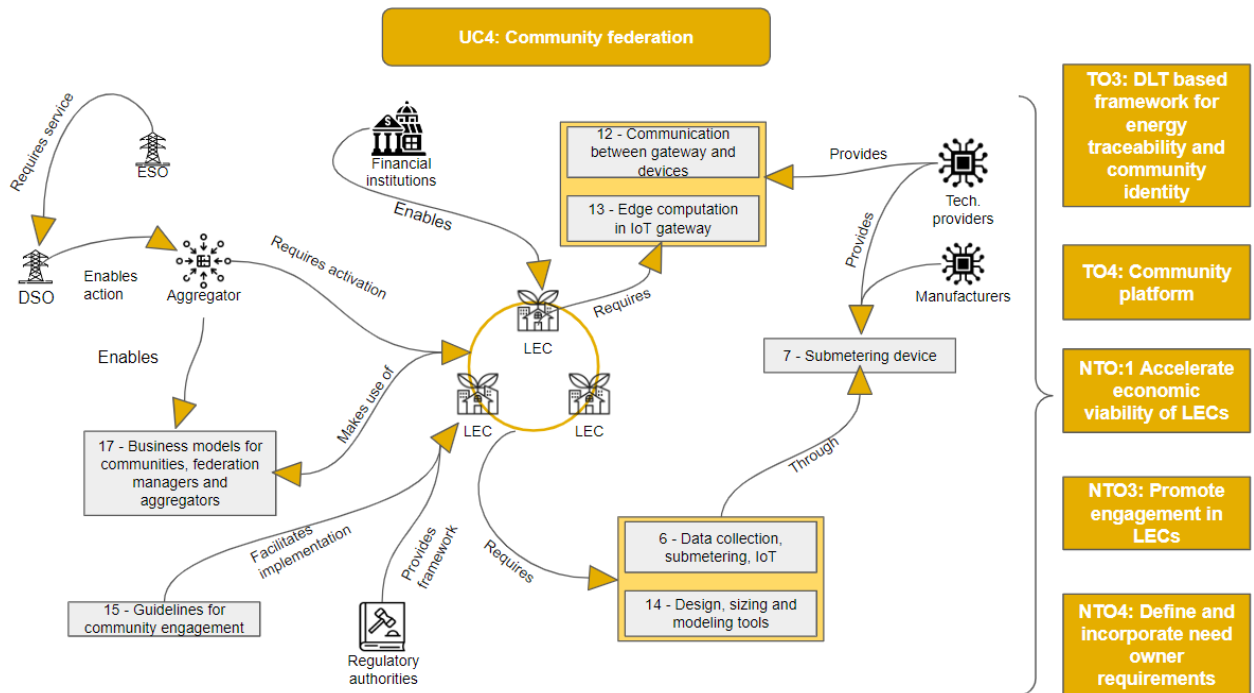 UC4: Community federation
Requires service
ESO
DSO
Enables
action
Aggregator
Enables
Requires activation
Financial
institutions
Enables
12 - Communication
between gateway and
devices
13 - Edge computation
in IoT gateway
Provides
Tech.
providers
Provides
Manufacturers
Requires
LEC
LEC
LEC
7 - Submetering device
Makes use of
17 - Business models for
communities, federation
managers and
aggregators
Through
Facilitates
implementation
Provides
framework
Requires
6 - Data collection,
submetering, IoT
14 - Design, sizing and
modeling tools
15 - Guidelines for
community engagement
Regulatory
authorities
TO3: DLT based
framework for
energy
traceability and
community
identity
TO4: Community
platform
NTO:1 Accelerate
economic
viability of LECs
NTO3: Promote
engagement in
LECs
NTO4: Define and
incorporate need
owner
requirements